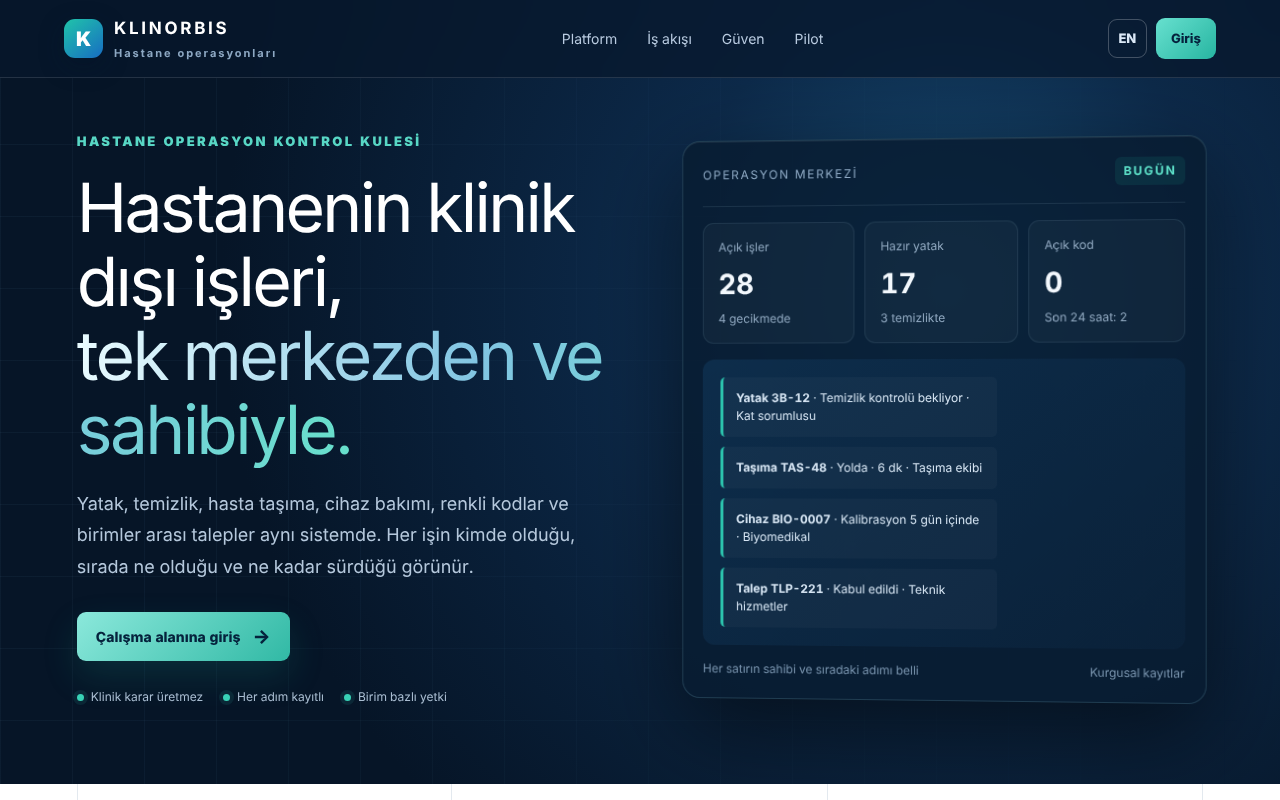 K
KLINORBIS
Hastane operasyonları
Platform
İş akışı
Güven
Pilot
EN
Giriş
HASTANE OPERASYON KONTROL KULESİ
Hastanenin klinik
dışı işleri,
tek merkezden ve
sahibiyle.
Yatak, temizlik, hasta taşıma, cihaz bakımı, renkli kodlar ve
birimler arası talepler aynı sistemde. Her işin kimde olduğu,
sırada ne olduğu ve ne kadar sürdüğü görünür.
Çalışma alanına giriş →
Klinik karar üretmez
Her adım kayıtlı
Birim bazlı yetki
OPERASYON MERKEZİ
BUGÜN
Açık işler
28
4 gecikmede
Hazır yatak
17
3 temizlikte
Açık kod
0
Son 24 saat: 2
Yatak 3B-12 · Temizlik kontrolü bekliyor ·
Kat sorumlusu
Taşıma TAS-48 · Yolda · 6 dk · Taşıma ekibi
Cihaz BIO-0007 · Kalibrasyon 5 gün içinde
· Biyomedikal
Talep TLP-221 · Kabul edildi · Teknik
hizmetler
Her satırın sahibi ve sıradaki adımı belli
Kurgusal kayıtlar